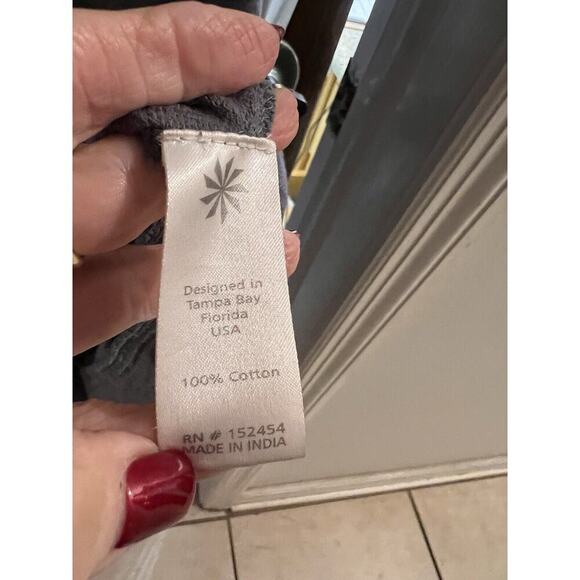 Designed in
Tampa Bay
Florida
USA
100% Cotton
RN # 152454
MADE IN INDIA